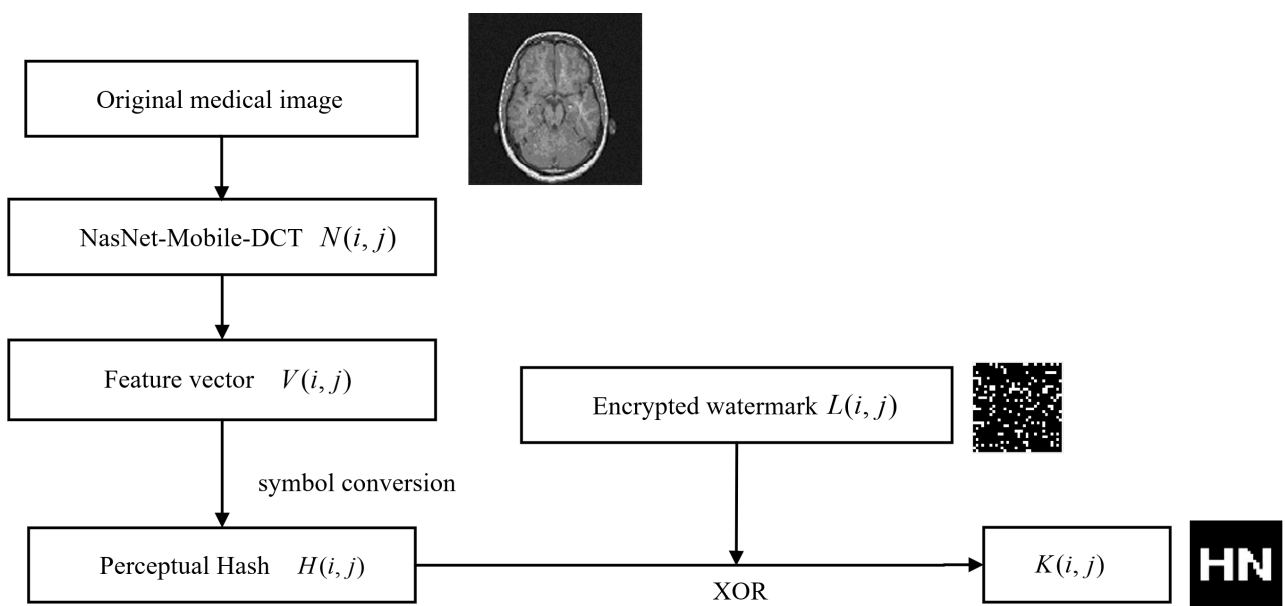 Original medical image
NasNet-Mobile-DCT N(i, j)
Feature vector V(i, j)
Encrypted watermark L(i, j)
symbol conversion
Perceptual Hash H(i, j)
XOR
K(i, j)
HN